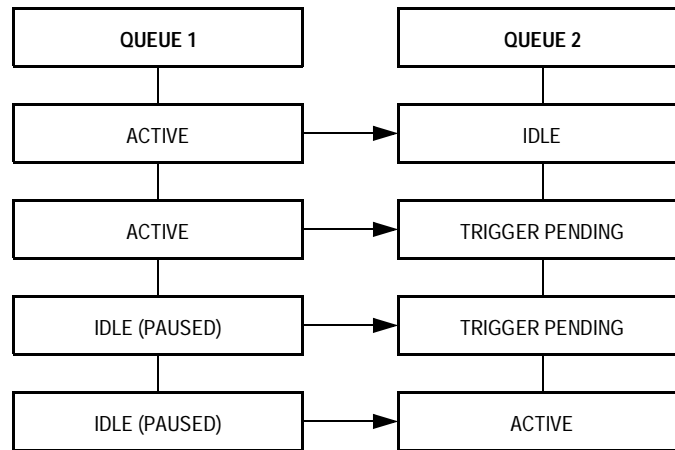 QUEUE 1
QUEUE 2
ACTIVE
IDLE
ACTIVE
TRIGGER PENDING
IDLE (PAUSED)
TRIGGER PENDING
IDLE (PAUSED)
ACTIVE